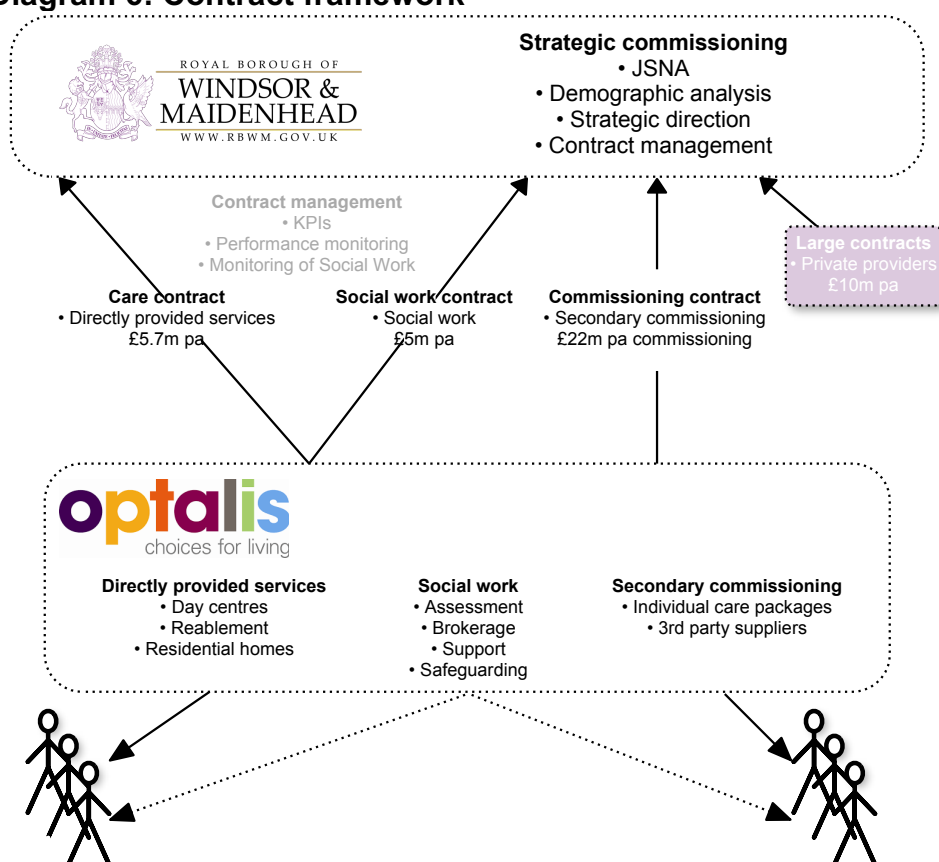 Diagram 6: Contract framework
ROYAL BOROUGH OF
WINDSOR &
MAIDENHEAD
WWW.RBWM.GOV.UK
Strategic commissioning
• JSNA
• Demographic analysis
• Strategic direction
• Contract management
Contract management
• KPIs
• Performance monitoring
• Monitoring of Social Work
Large contracts
• Private providers
£10m pa
Care contract
• Directly provided services
£5.7m pa
Social work contract
• Social work
£5m pa
Commissioning contract
• Secondary commissioning
£22m pa commissioning
optalis
choices for living
Directly provided services
• Day centres
• Reablement
• Residential homes
Social work
• Assessment
• Brokerage
• Support
• Safeguarding
Secondary commissioning
• Individual care packages
• 3rd party suppliers